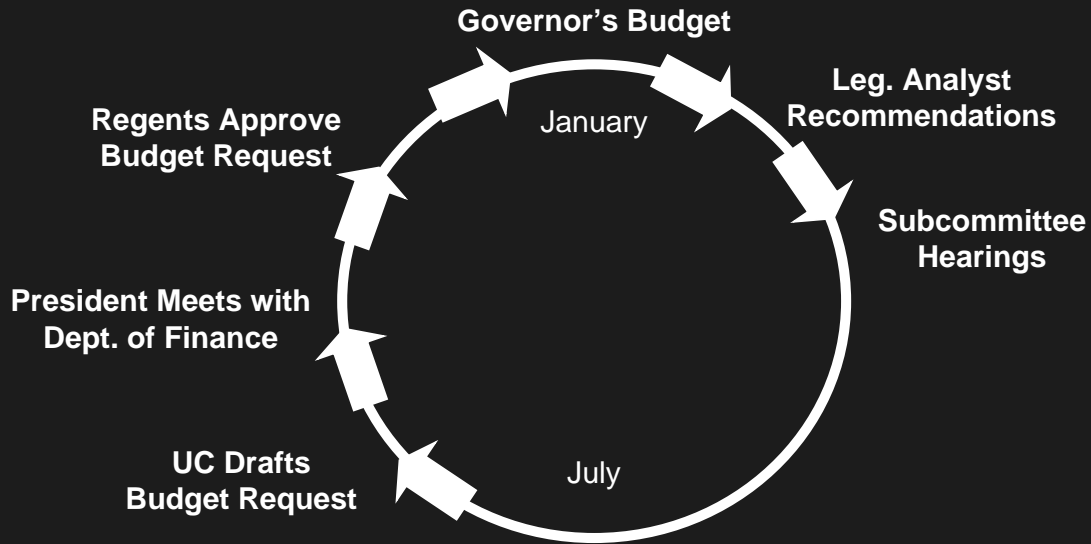 Governor’s Budget
Leg. Analyst
Recommendations
January
Regents Approve
Budget Request
Subcommittee
Hearings
President Meets with
Dept. of Finance
UC Drafts
Budget Request
July